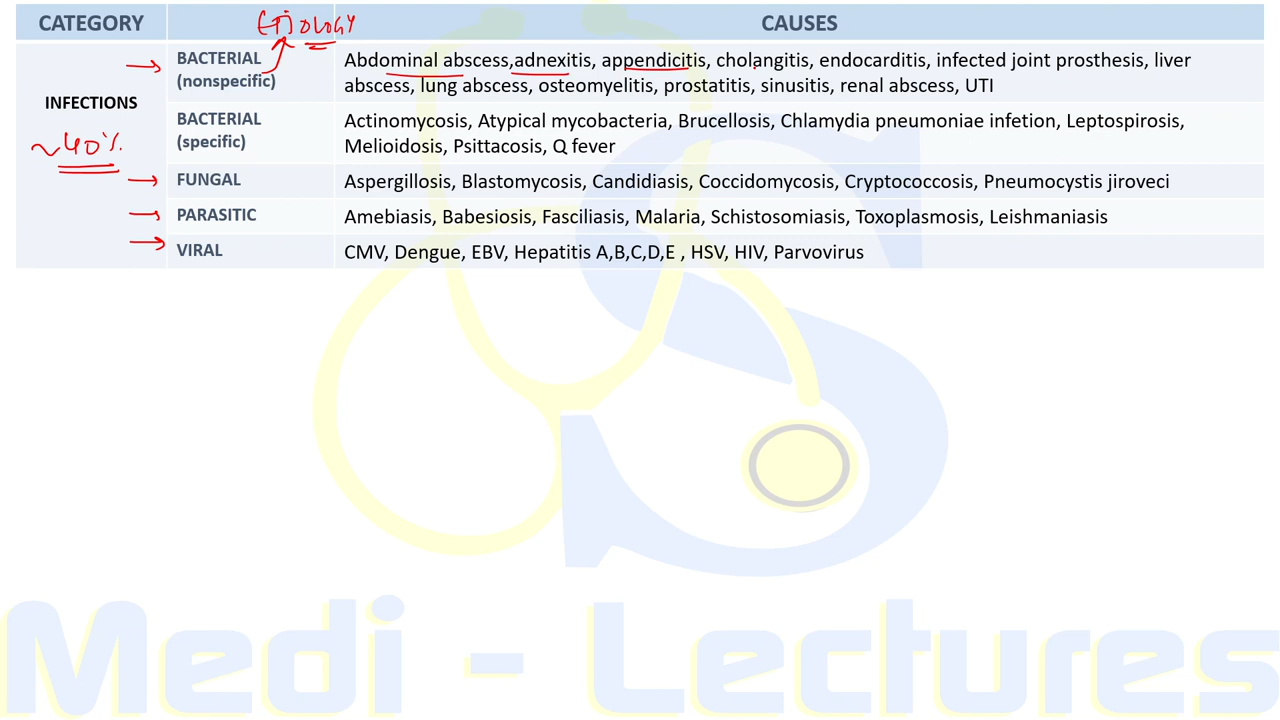 CATEGORY
(T) OLOGY
CAUSES
BACTERIAL
(nonspecific)
Abdominal abscess,adnexitis, appendicitis, cholangitis, endocarditis, infected joint prosthesis, liver
abscess, lung abscess, osteomyelitis, prostatitis, sinusitis, renal abscess, UTI
INFECTIONS
~40%
BACTERIAL
(specific)
Actinomycosis, Atypical mycobacteria, Brucellosis, Chlamydia pneumoniae infetion, Leptospirosis,
Melioidosis, Psittacosis, Q fever
FUNGAL
Aspergillosis, Blastomycosis, Candidiasis, Coccidomycosis, Cryptococcosis, Pneumocystis jiroveci
PARASITIC
Amebiasis, Babesiosis, Fasciliasis, Malaria, Schistosomiasis, Toxoplasmosis, Leishmaniasis
VIRAL
CMV, Dengue, EBV, Hepatitis A,B,C,D,E , HSV, HIV, Parvovirus
Medi - Lectures